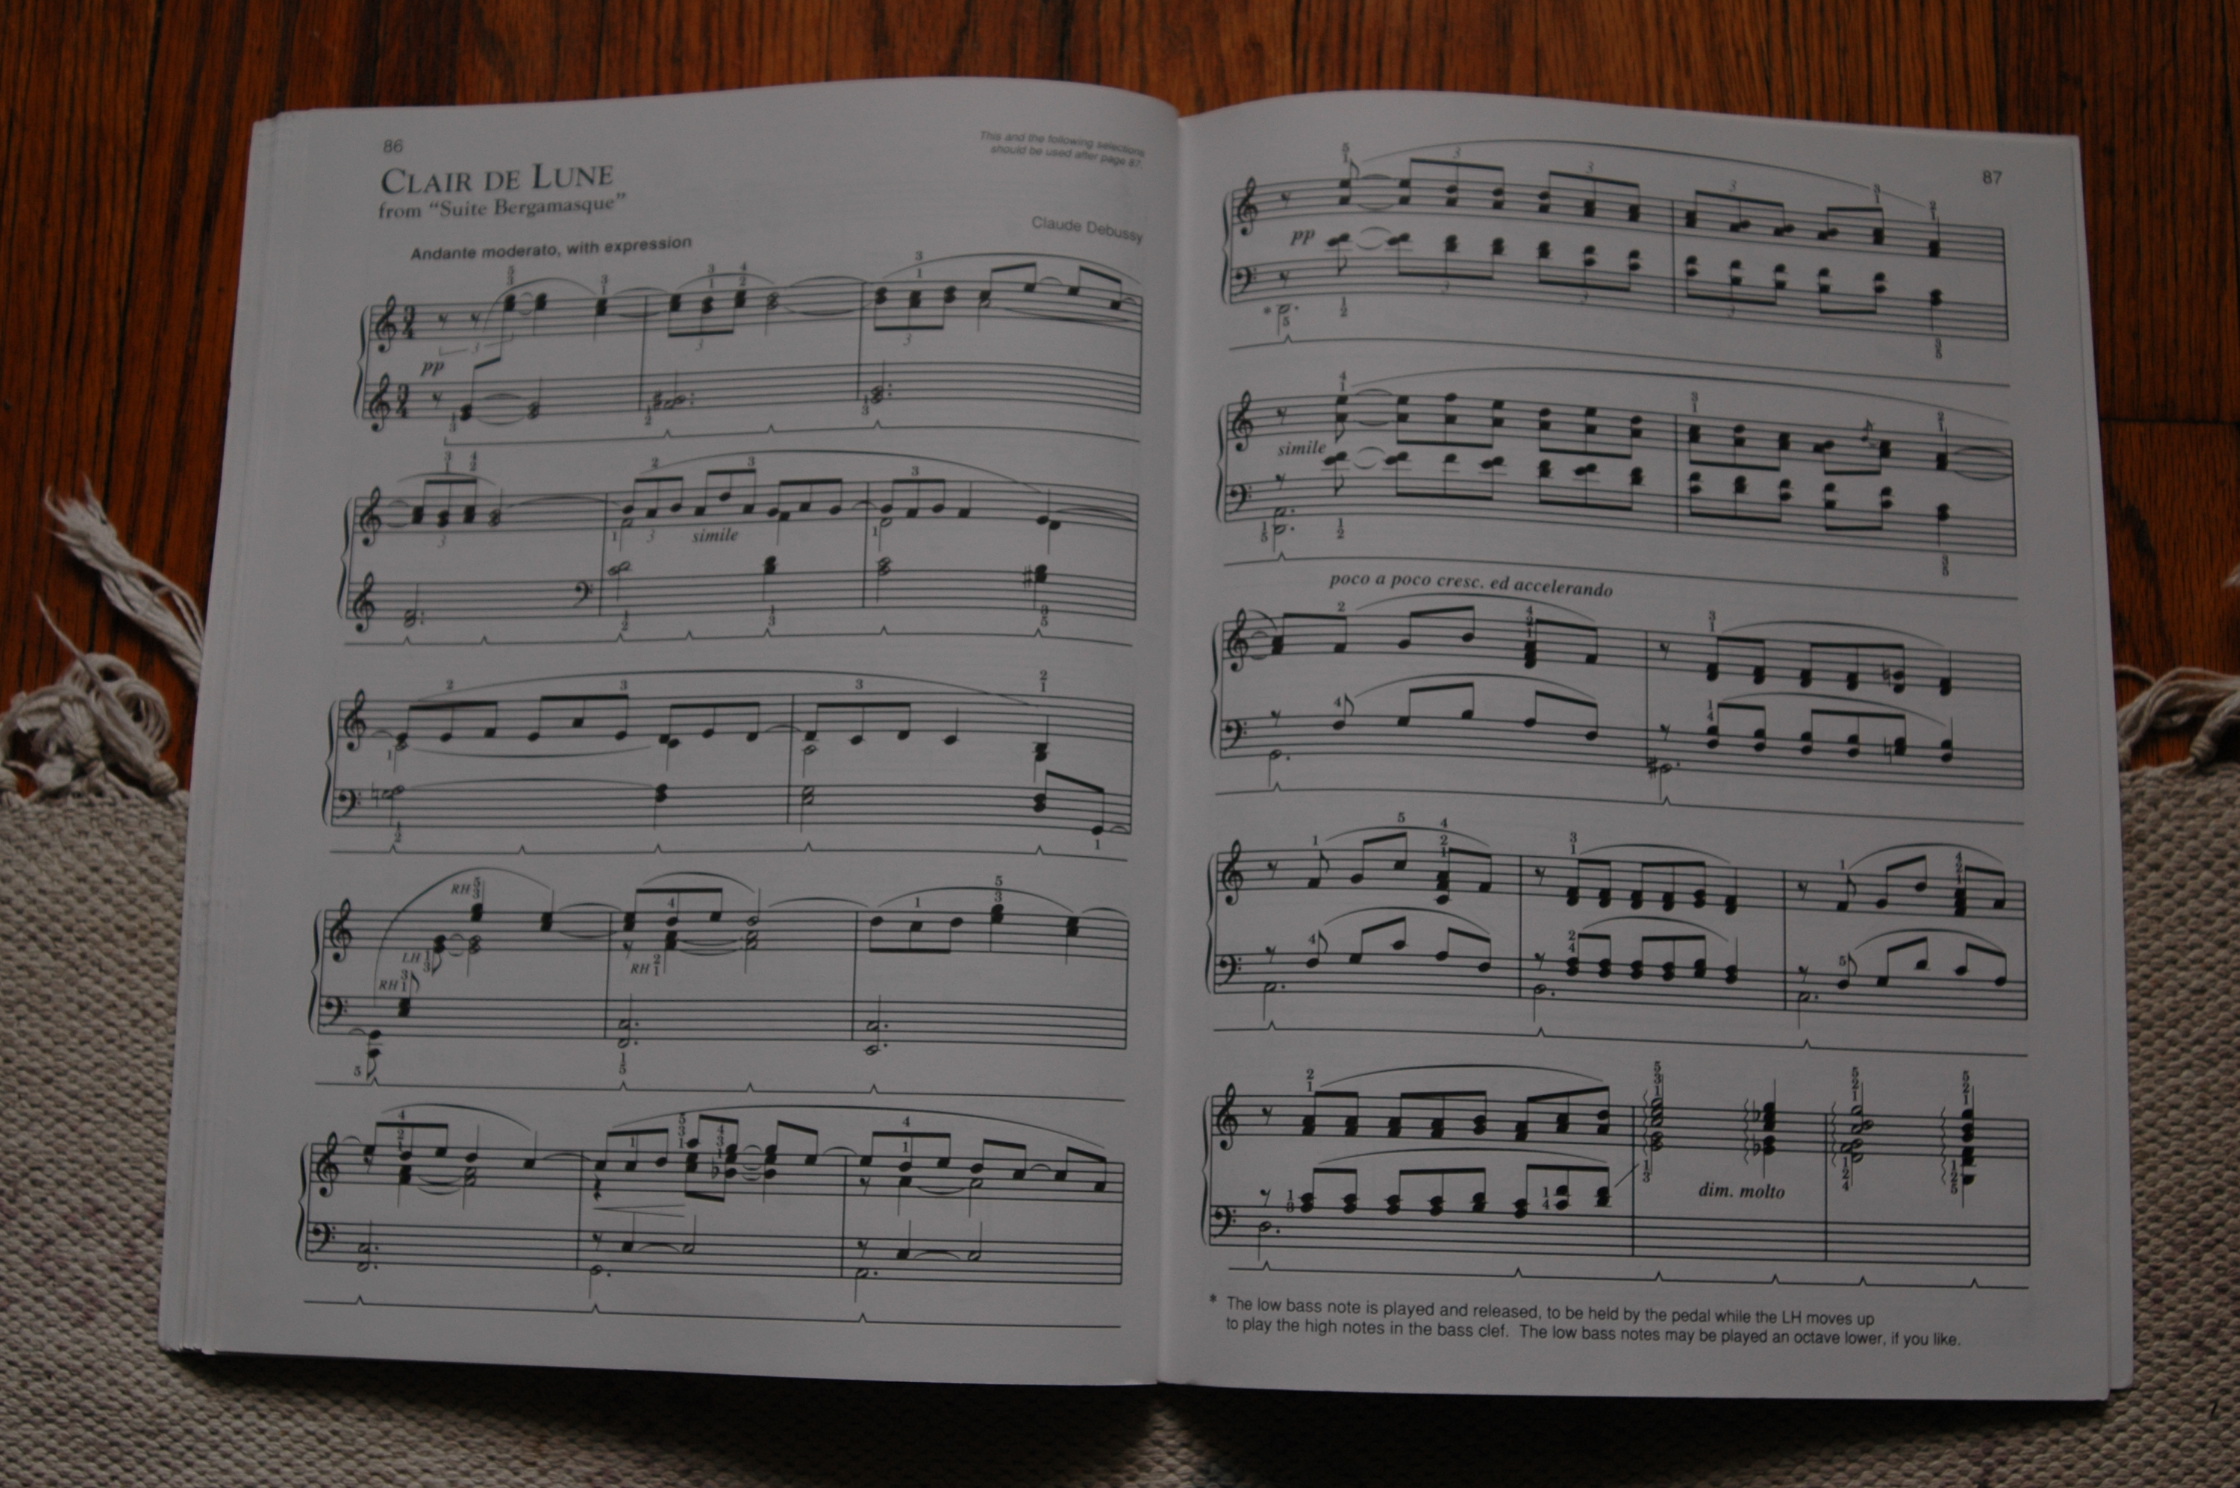 86
This and the following selections
should be used after page 87.
CLAIR DE LUNE
from “Suite Bergamasque”
Claude Debussy
Andante moderato, with expression
pp
simile
RH
LH
RH
RH
87
pp
simile
poco a poco cresc. ed accelerando
dim. molto
* The low bass note is played and released, to be held by the pedal while the LH moves up
to play the high notes in the bass clef. The low bass notes may be played an octave lower, if you like.